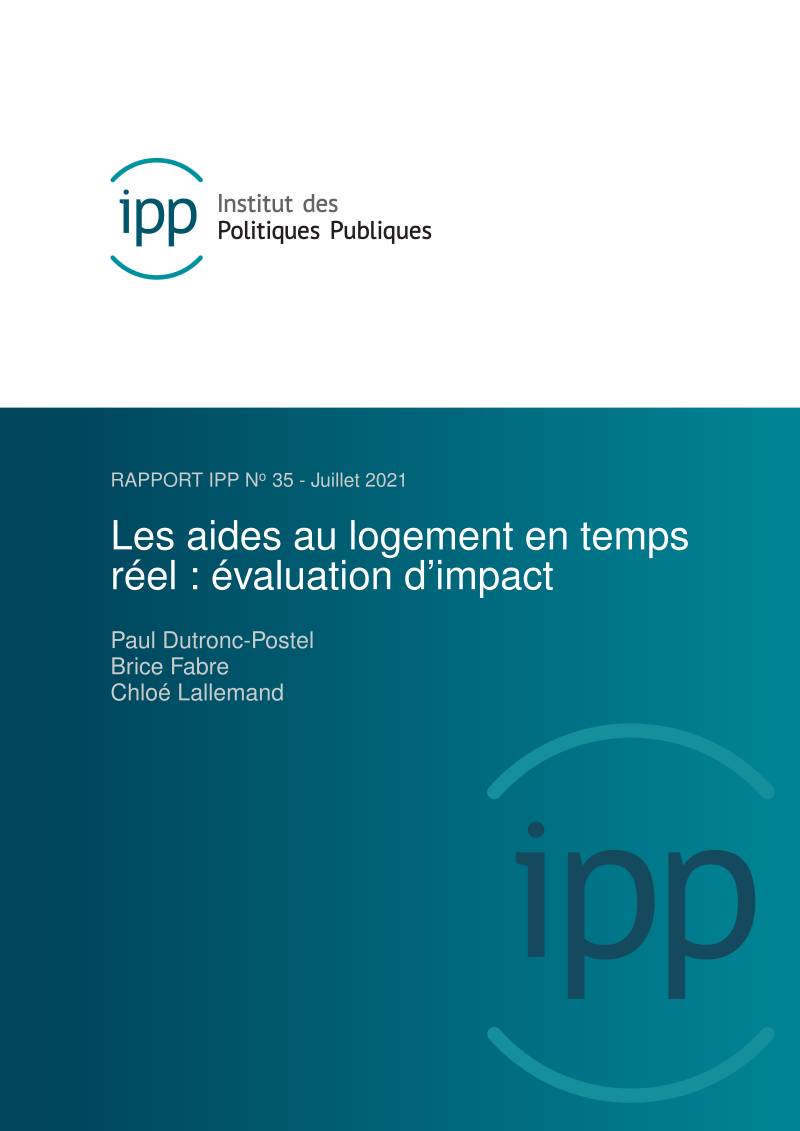 ipp
Institut des
Politiques Publiques
RAPPORT IPP Nº 35 - Juillet 2021
Les aides au logement en temps
réel : évaluation d'impact
Paul Dutronc-Postel
Brice Fabre
Chloé Lallemand
ipp